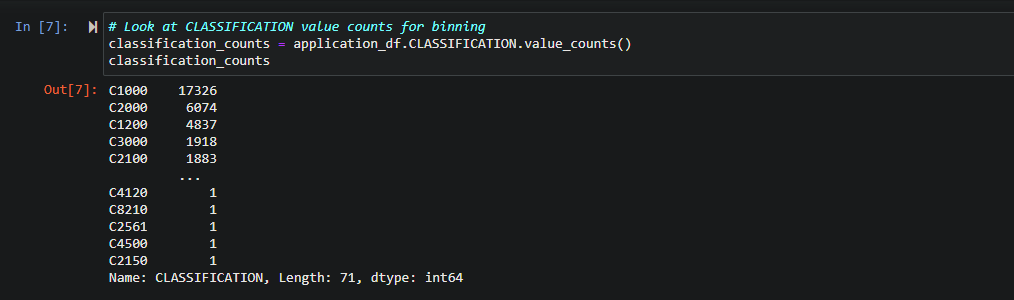 In [7]: # Look at CLASSIFICATION value counts for binning
classification_counts = application_df.CLASSIFICATION.value_counts()
classification_counts
Out[7]: C1000    17326
C2000     6074
C1200     4837
C3000     1918
C2100     1883
...
C4120        1
C8210        1
C2561        1
C4500        1
C2150        1
Name: CLASSIFICATION, Length: 71, dtype: int64